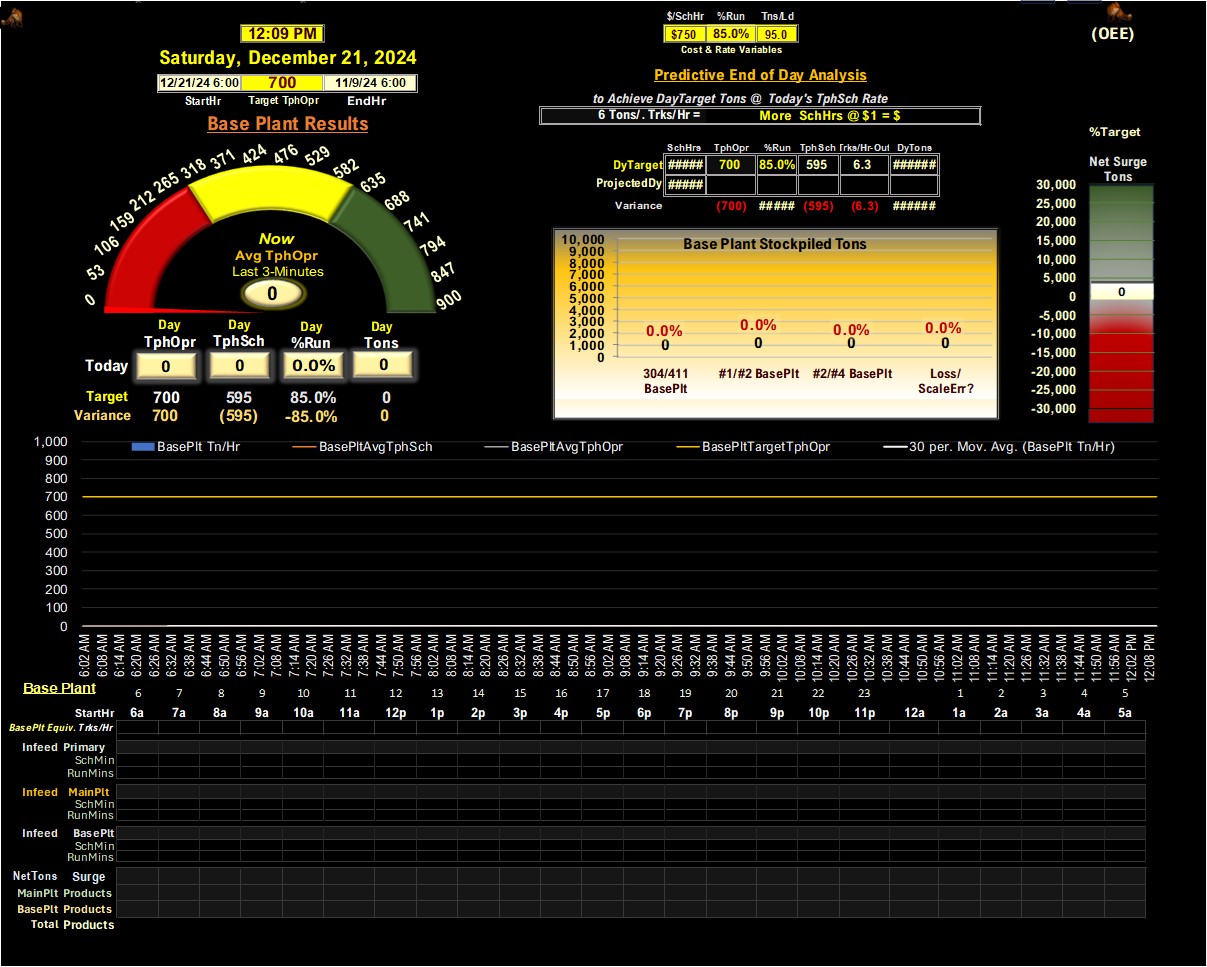 $/SchHr %Run Tns/Ld
12:09 PM
$750 85.0% 95.0
(OEE)
Cost & Rate Variables
Saturday, December 21, 2024
12/21/24 6:00 700 11/9/24 6:00
StartHr Target TphOpr EndHr
Predictive End of Day Analysis
to Achieve DayTarget Tons @ Today's TphSch Rate
6 Tons/. Trks/Hr = More SchHrs @ $1 = $
Base Plant Results
%Target
SchHrs TphOpr %Run TphSch Trks/Hr-Out DyTons
DyTarget ##### 700 85.0% 595 6.3 ######
ProjectedDy #####
Variance (700) ##### (595) (6.3) ######
0 53 106 159 212 265 318 371 424 476 529 582 635 688 741 794 847 900
Now
Avg TphOpr
Last 3-Minutes
0
Net Surge
Tons
30,000
25,000
20,000
15,000
10,000
5,000
0 0
-5,000
-10,000
-15,000
-20,000
-25,000
-30,000
Base Plant Stockpiled Tons
10,000
9,000
8,000
7,000
6,000
5,000
4,000
3,000
2,000
1,000
0
0.0% 0.0% 0.0% 0.0%
0 0 0 0
304/411 BasePlt #1/#2 BasePlt #2/#4 BasePlt Loss/ ScaleErr?
Day Day Day Day
TphOpr TphSch %Run Tons
Today 0 0 0.0% 0
Target 700 595 85.0% 0
Variance 700 (595) -85.0% 0
BasePlt Tn/Hr BasePltAvgTphSch BasePltAvgTphOpr BasePltTargetTphOpr 30 per. Mov. Avg. (BasePlt Tn/Hr)
1,000
900
800
700
600
500
400
300
200
100
0
6:02 AM 6:08 AM 6:14 AM 6:20 AM 6:26 AM 6:32 AM 6:38 AM 6:44 AM 6:50 AM 6:56 AM 7:02 AM 7:08 AM 7:14 AM 7:20 AM 7:26 AM 7:32 AM 7:38 AM 7:44 AM 7:50 AM 7:56 AM 8:02 AM 8:08 AM 8:14 AM 8:20 AM 8:26 AM 8:32 AM 8:38 AM 8:44 AM 8:50 AM 8:56 AM 9:02 AM 9:08 AM 9:14 AM 9:20 AM 9:26 AM 9:32 AM 9:38 AM 9:44 AM 9:50 AM 9:56 AM 10:02 AM 10:08 AM 10:14 AM 10:20 AM 10:26 AM 10:32 AM 10:38 AM 10:44 AM 10:50 AM 10:56 AM 11:02 AM 11:08 AM 11:14 AM 11:20 AM 11:26 AM 11:32 AM 11:38 AM 11:44 AM 11:50 AM 11:56 AM 12:02 PM 12:08 PM
Base Plant 6 7 8 9 10 11 12 13 14 15 16 17 18 19 20 21 22 23 1 2 3 4 5
StartHr 6a 7a 8a 9a 10a 11a 12p 1p 2p 3p 4p 5p 6p 7p 8p 9p 10p 11p 12a 1a 2a 3a 4a 5a
BasePlt Equiv. Trks/Hr
Infeed Primary
SchMin
RunMins
Infeed MainPlt
SchMin
RunMins
Infeed BasePlt
SchMin
RunMins
NetTons Surge
MainPlt Products
BasePlt Products
Total Products